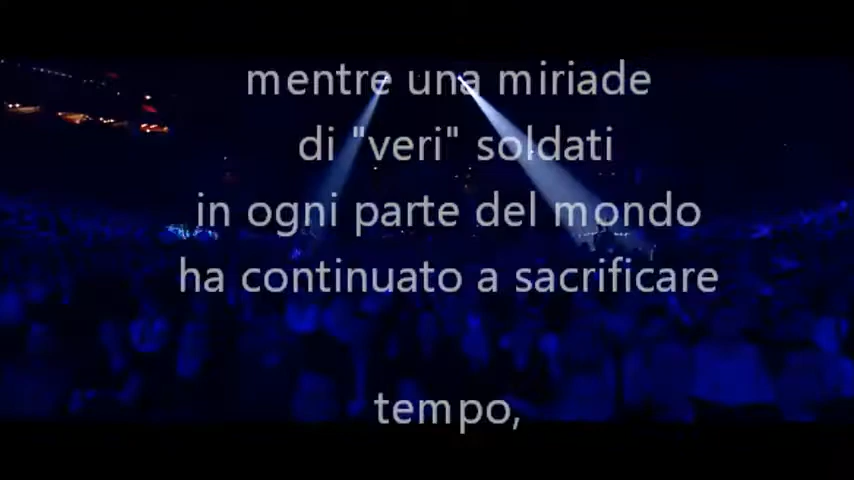 mentre una miriade
di "veri" soldati
in ogni parte del mondo
ha continuato a sacrificare
tempo,